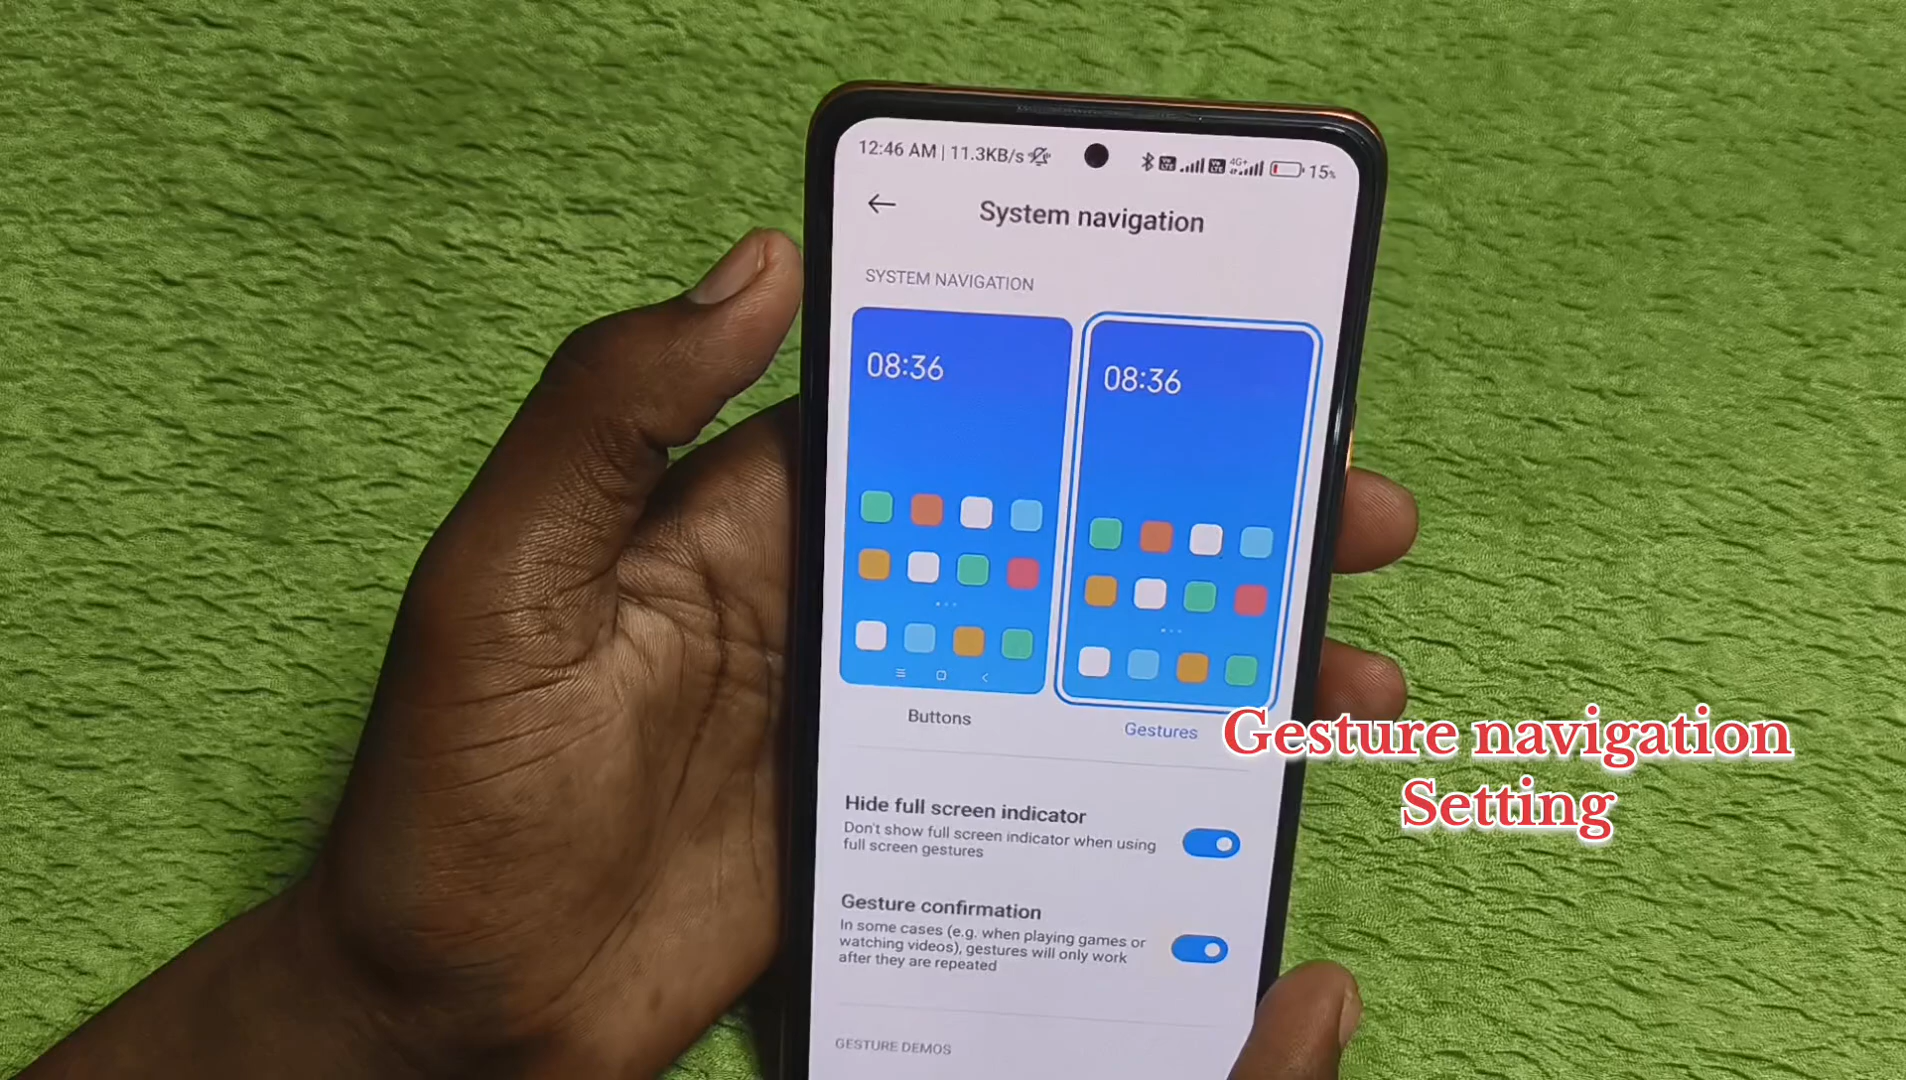 12:46 AM | 11.3KB/s 4G+ 15%
System navigation
SYSTEM NAVIGATION
08:36
08:36
Buttons
Gestures
Gesture navigation
Setting
Hide full screen indicator
Don't show full screen indicator when using
full screen gestures
Gesture confirmation
In some cases (e.g. when playing games or
watching videos), gestures will only work
after they are repeated
GESTURE DEMOS